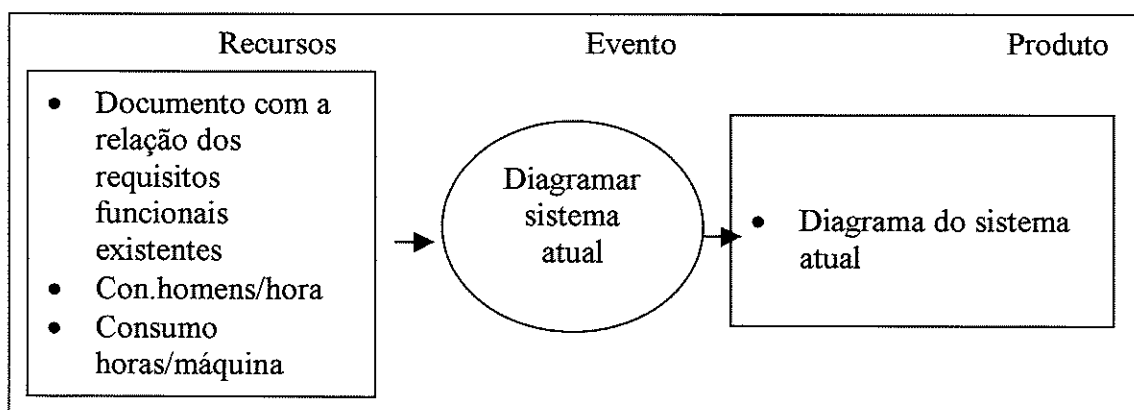 Recursos Evento Produto
• Documento com a
relação dos
requisitos
funcionais
existentes
• Con.homens/hora
• Consumo
horas/máquina
Diagramar
sistema
atual
• Diagrama do sistema
atual